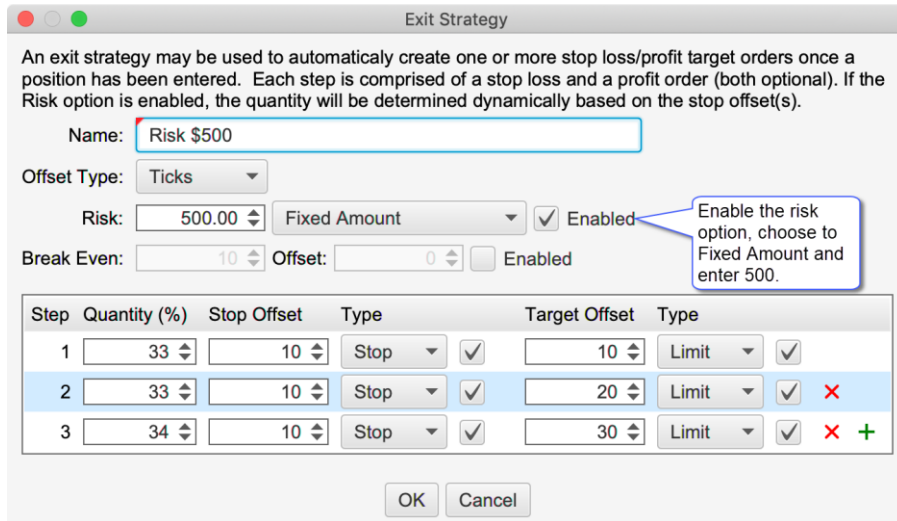 Exit Strategy
An exit strategy may be used to automaticaly create one or more stop loss/profit target orders once a
position has been entered.  Each step is comprised of a stop loss and a profit order (both optional). If the
Risk option is enabled, the quantity will be determined dynamically based on the stop offset(s).
Name: Risk $500
Offset Type: Ticks
Risk: 500.00 Fixed Amount Enabled
Enable the risk
option, choose to
Fixed Amount and
enter 500.
Break Even: 10 Offset: 0 Enabled
Step Quantity (%) Stop Offset Type Target Offset Type
1 33 10 Stop 10 Limit
2 33 10 Stop 20 Limit
3 34 10 Stop 30 Limit
OK Cancel